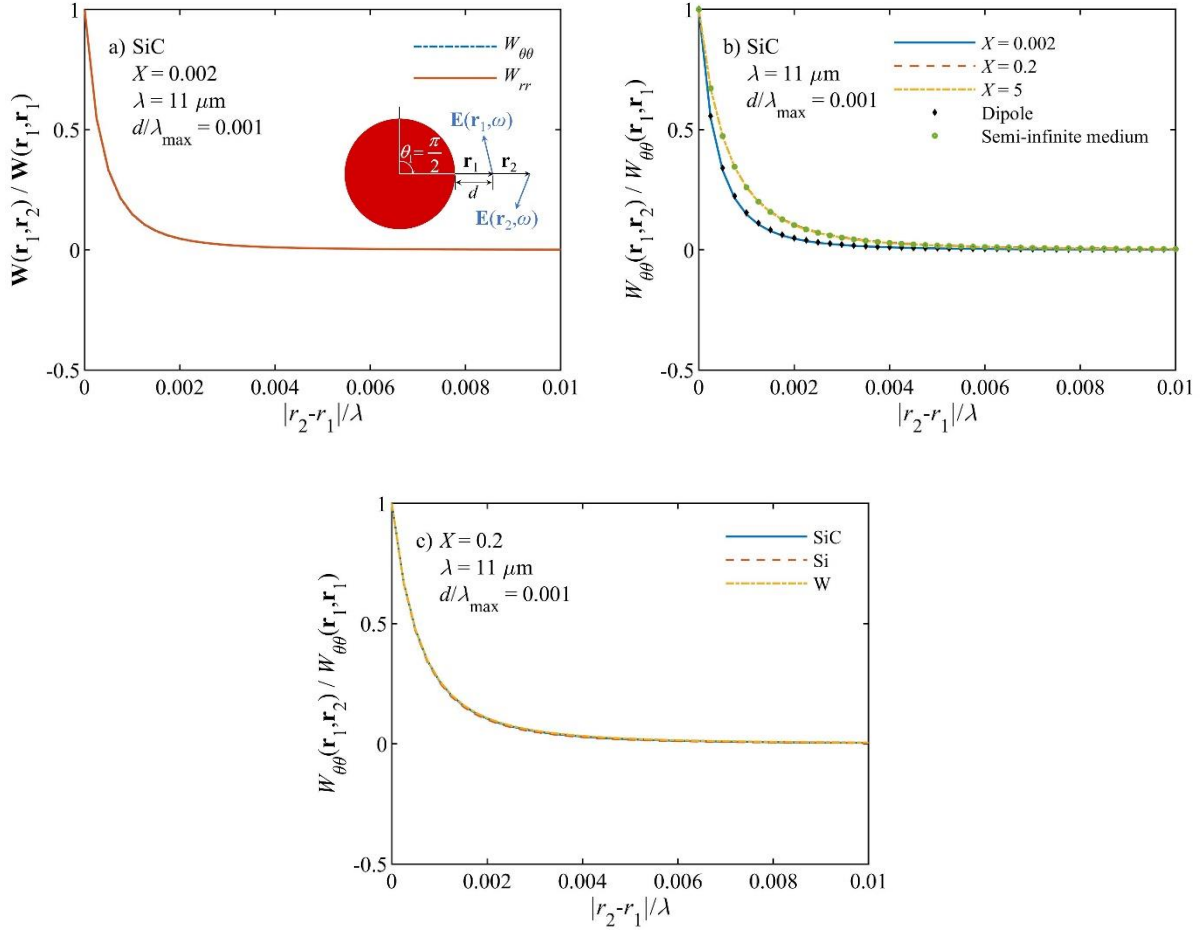 a) SiC
X = 0.002
λ = 11 μm
d/λmax = 0.001
Wθθ
Wrr
θ1 = π/2
r1
r2
d
E(r1,ω)
E(r2,ω)
1
0.5
0
-0.5
W(r1,r2) / W(r1,r1)
0 0.002 0.004 0.006 0.008 0.01
|r2-r1|/λ
b) SiC
λ = 11 μm
d/λmax = 0.001
X = 0.002
X = 0.2
X = 5
Dipole
Semi-infinite medium
1
0.5
0
-0.5
Wθθ(r1,r2) / Wθθ(r1,r1)
0 0.002 0.004 0.006 0.008 0.01
|r2-r1|/λ
c) X = 0.2
λ = 11 μm
d/λmax = 0.001
SiC
Si
W
1
0.5
0
-0.5
Wθθ(r1,r2) / Wθθ(r1,r1)
0 0.002 0.004 0.006 0.008 0.01
|r2-r1|/λ